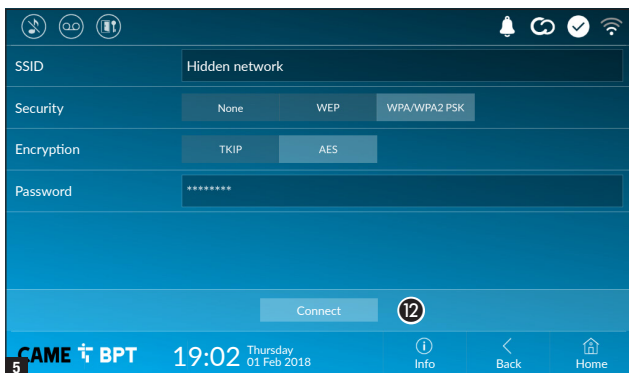 SSID Hidden network
Security None WEP WPA/WPA2 PSK
Encryption TKIP AES
Password ********
Connect 12
5 CAME BPT 19:02 Thursday 01 Feb 2018 Info Back Home